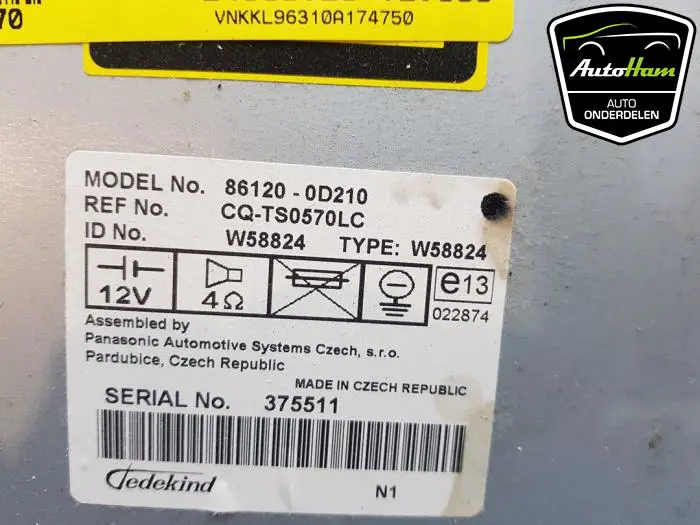 70
VNKKL96310A174750
AutoHam
AUTO
ONDERDELEN
MODEL No. 86120 - 0D210
REF No. CQ-TS0570LC
ID No. W58824 TYPE: W58824
12V 4Ω e13
022874
Assembled by
Panasonic Automotive Systems Czech, s.r.o.
Pardubice, Czech Republic
MADE IN CZECH REPUBLIC
SERIAL No. 375511
Tedekind
N1